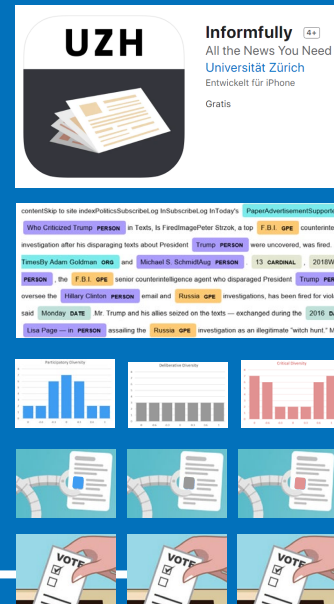 UZH
Informfully 4+
All the News You Need
Universität Zürich
Entwickelt für iPhone
Gratis
contentSkip to site indexPoliticsSubscribeLog InSubscribeLog InToday's PaperAdvertisementSupporte
Who Criticized Trump PERSON in Texts, Is FiredImagePeter Strzok, a top F.B.I. GPE counterinte
investigation after his disparaging texts about President Trump PERSON were uncovered, was fired.
TimesBy Adam Goldman ORG and Michael S. SchmidtAug PERSON . 13 CARDINAL , 2018W
PERSON , the F.B.I. GPE senior counterintelligence agent who disparaged President Trump PER
oversee the Hillary Clinton PERSON email and Russia GPE investigations, has been fired for viol
said Monday DATE .Mr. Trump and his allies seized on the texts — exchanged during the 2016 DA
Lisa Page — in PERSON assailing the Russia GPE investigation as an illegitimate "witch hunt." M
Participatory Diversity
Deliberative Diversity
Critical Diversity
VOTE
VOTE
VOTE